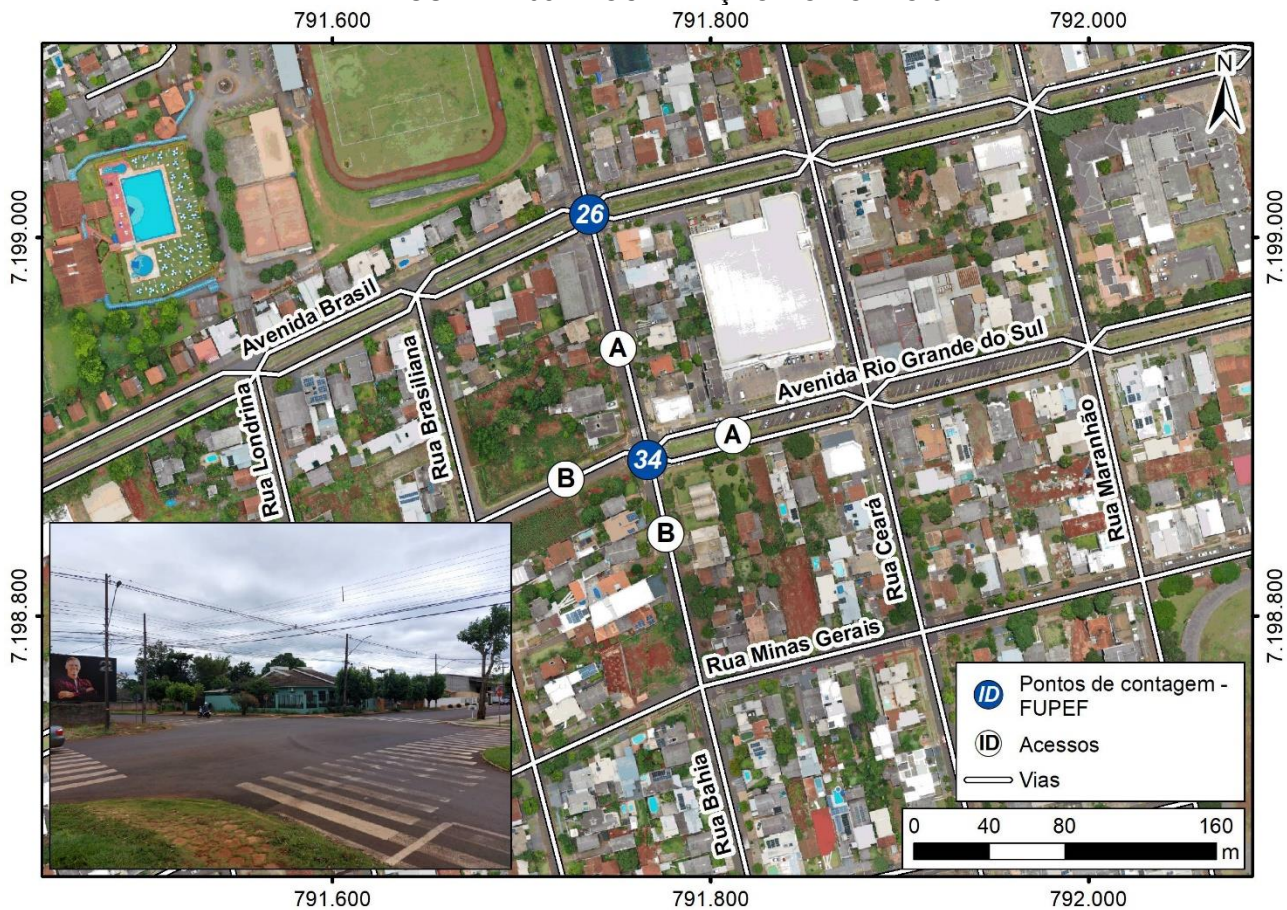 791.600
791.800
792.000
N
26
7.199.000
7.199.000
Avenida Brasil
A
Avenida Rio Grande do Sul
Rua Londrina
Rua Brasiliana
A
34
B
Rua Maranhão
B
Rua Ceará
7.198.800
7.198.800
Rua Minas Gerais
Rua Bahia
ID
Pontos de contagem -
FUPEF
ID
Acessos
Vias
0
40
80
160
m
791.600
791.800
792.000